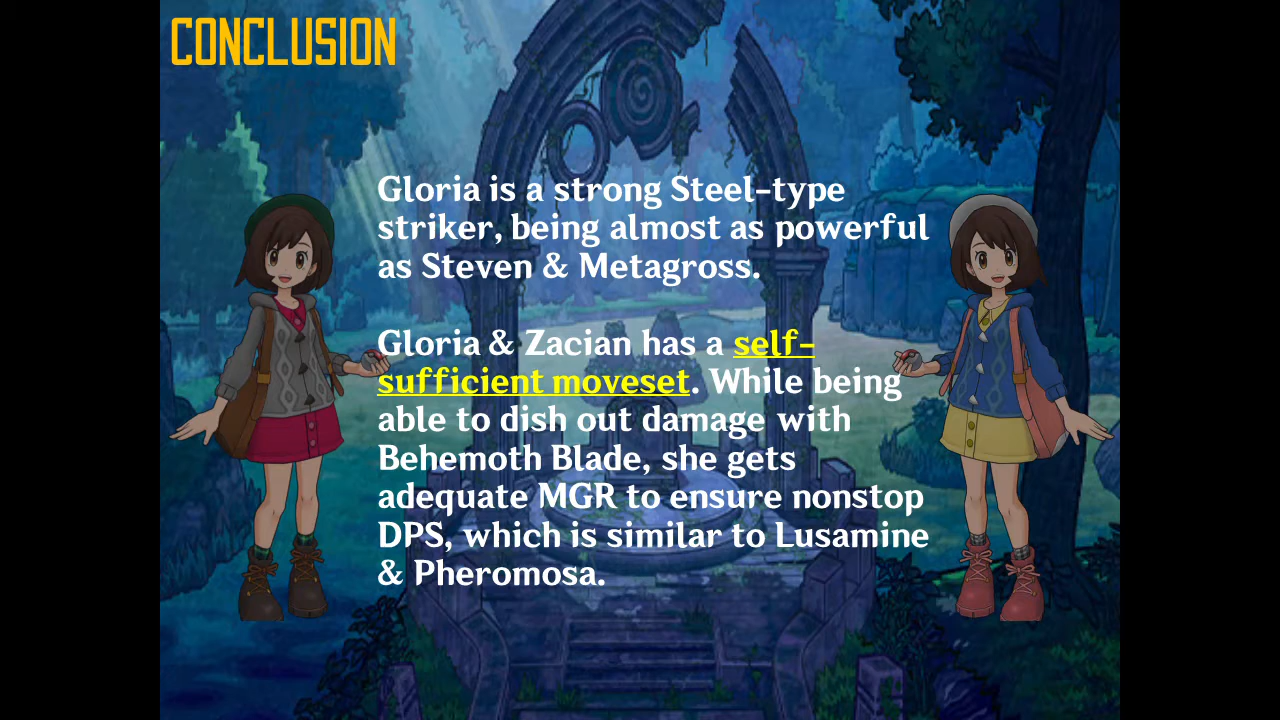 CONCLUSION
Gloria is a strong Steel-type
striker, being almost as powerful
as Steven & Metagross.
Gloria & Zacian has a self-
sufficient moveset. While being
able to dish out damage with
Behemoth Blade, she gets
adequate MGR to ensure nonstop
DPS, which is similar to Lusamine
& Pheromosa.